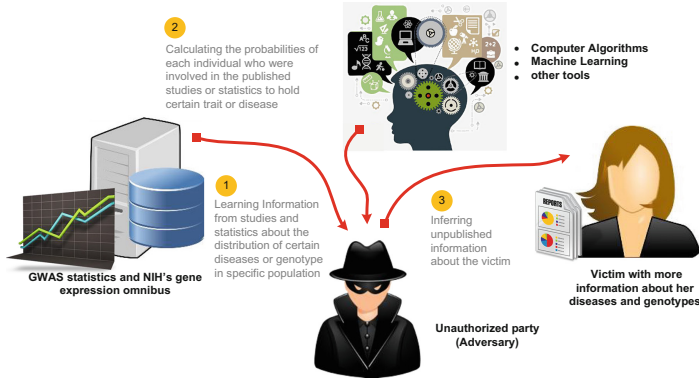 2
Calculating the probabilities of
each individual who were
involved in the published
studies or statistics to hold
certain trait or disease
• Computer Algorithms
• Machine Learning
• other tools
1
Learning Information
from studies and
statistics about the
distribution of certain
diseases or genotype
in specific population
3
Inferring
unpublished
information
about the victim
REPORTS
GWAS statistics and NIH's gene
expression omnibus
Unauthorized party
(Adversary)
Victim with more
information about her
diseases and genotypes